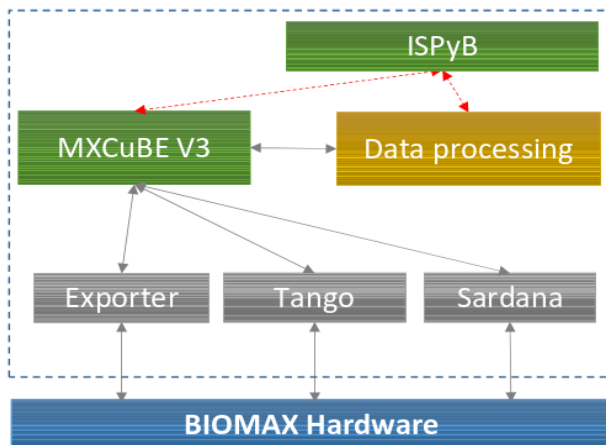 ISPyB
MXCuBE V3
Data processing
Exporter
Tango
Sardana
BIOMAX Hardware